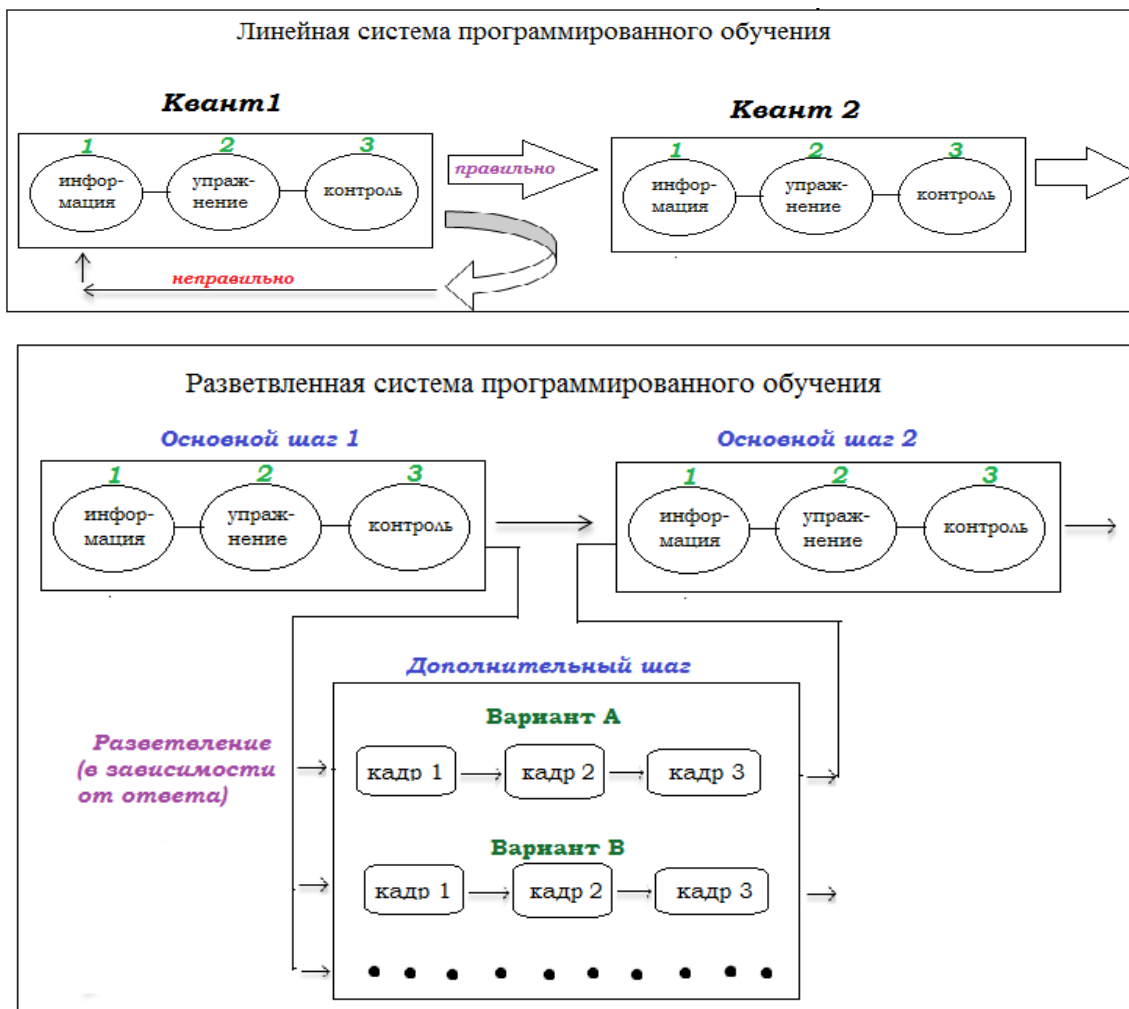 Линейная система программированного обучения
Квант1
Квант 2
1
2
3
1
2
3
инфор-
мация
упраж-
нение
контроль
правильно
инфор-
мация
упраж-
нение
контроль
неправильно
Разветвленная система программированного обучения
Основной шаг 1
Основной шаг 2
1
2
3
1
2
3
инфор-
мация
упраж-
нение
контроль
инфор-
мация
упраж-
нение
контроль
Дополнительный шаг
Вариант А
Разветвление
(в зависимости
от ответа)
кадр 1
кадр 2
кадр 3
Вариант В
кадр 1
кадр 2
кадр 3